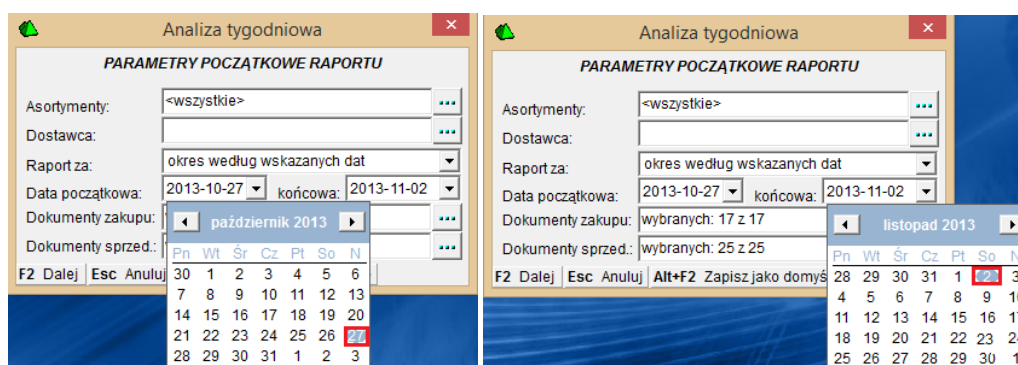 Analiza tygodniowa
PARAMETRY POCZĄTKOWE RAPORTU
Asortymenty: <wszystkie> ...
Dostawca: ...
Raport za: okres według wskazanych dat
Data początkowa: 2013-10-27 końcowa: 2013-11-02
Dokumenty zakupu: ...
Dokumenty sprzed.: ...
F2 Dalej Esc Anuluj
październik 2013
Pn Wt Śr Cz Pt So N
30 1 2 3 4 5 6
7 8 9 10 11 12 13
14 15 16 17 18 19 20
21 22 23 24 25 26 27
28 29 30 31 1 2 3
Analiza tygodniowa
PARAMETRY POCZĄTKOWE RAPORTU
Asortymenty: <wszystkie> ...
Dostawca: ...
Raport za: okres według wskazanych dat
Data początkowa: 2013-10-27 końcowa: 2013-11-02
Dokumenty zakupu: wybranych: 17 z 17
Dokumenty sprzed.: wybranych: 25 z 25
F2 Dalej Esc Anuluj Alt+F2 Zapisz jako domyś
listopad 2013
Pn Wt Śr Cz Pt So N
28 29 30 31 1 2 3
4 5 6 7 8 9 10
11 12 13 14 15 16 17
18 19 20 21 22 23 24
25 26 27 28 29 30 1